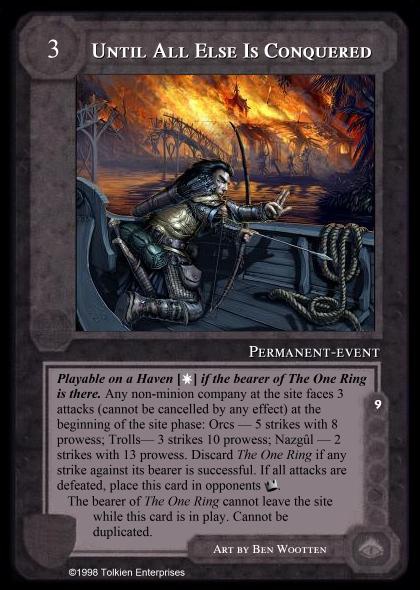 3
UNTIL ALL ELSE IS CONQUERED
PERMANENT-EVENT
Playable on a Haven [] if the bearer of The One Ring
is there. Any non-minion company at the site faces 3
attacks (cannot be cancelled by any effect) at the
beginning of the site phase: Orcs — 5 strikes with 8
prowess; Trolls— 3 strikes 10 prowess; Nazgûl — 2
strikes with 13 prowess. Discard The One Ring if any
strike against its bearer is successful. If all attacks are
defeated, place this card in opponents
The bearer of The One Ring cannot leave the site
while this card is in play. Cannot be
duplicated.
9
ART BY BEN WOOTTEN
©1998 Tolkien Enterprises